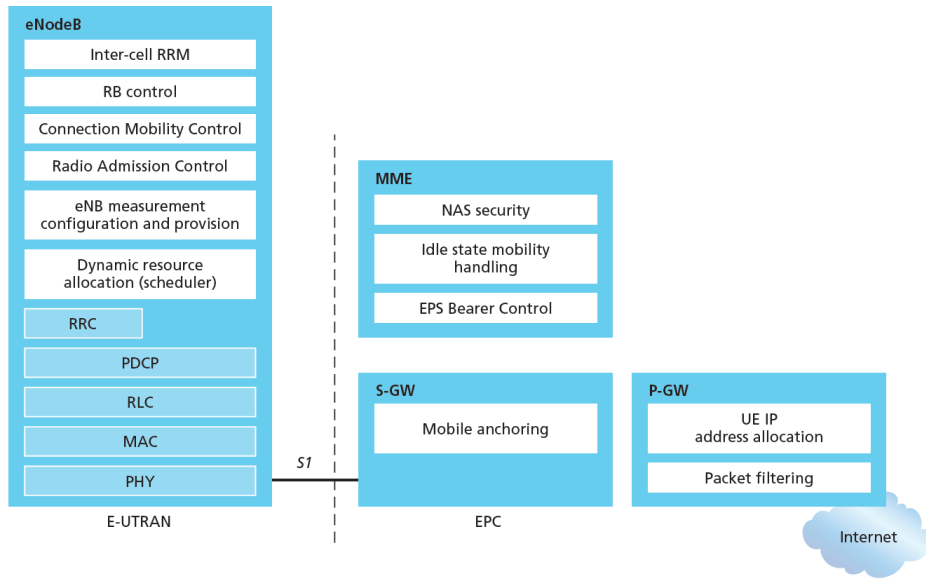 eNodeB
Inter-cell RRM
RB control
Connection Mobility Control
Radio Admission Control
eNB measurement
configuration and provision
Dynamic resource
allocation (scheduler)
RRC
PDCP
RLC
MAC
PHY
E-UTRAN
S1
MME
NAS security
Idle state mobility
handling
EPS Bearer Control
S-GW
Mobile anchoring
EPC
P-GW
UE IP
address allocation
Packet filtering
Internet